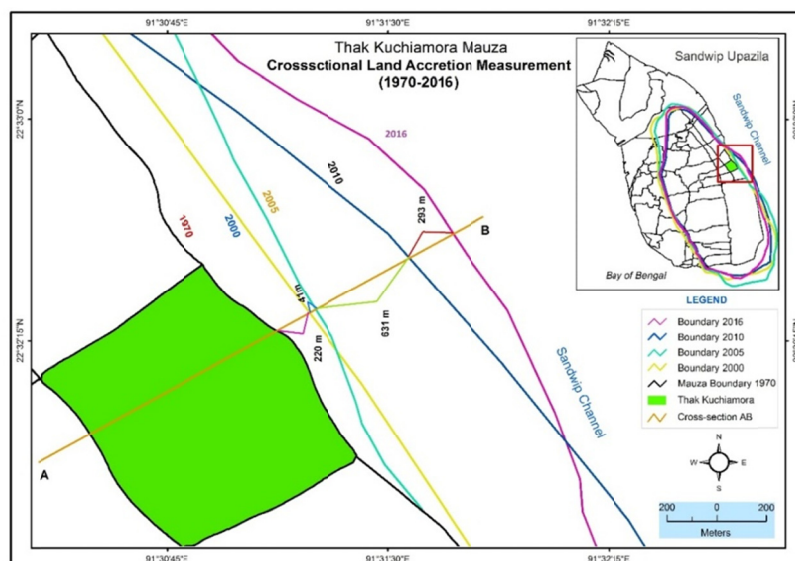 91°30'45"E
91°31'30"E
91°32'15"E
Thak Kuchiamora Mauza
Crosssctional Land Accretion Measurement
(1970-2016)
Sandwip Upazila
Sandwip Channel
Bay of Bengal
22°33'0"N
22°32'15"N
2016
2010
2005
2000
1970
293 m
B
41m
631 m
220 m
A
Sandwip Channel
LEGEND
Boundary 2016
Boundary 2010
Boundary 2005
Boundary 2000
Mauza Boundary 1970
Thak Kuchiamora
Cross-section AB
N
W
E
S
200
0
200
Meters
91°30'45"E
91°31'30"E
91°32'5"E